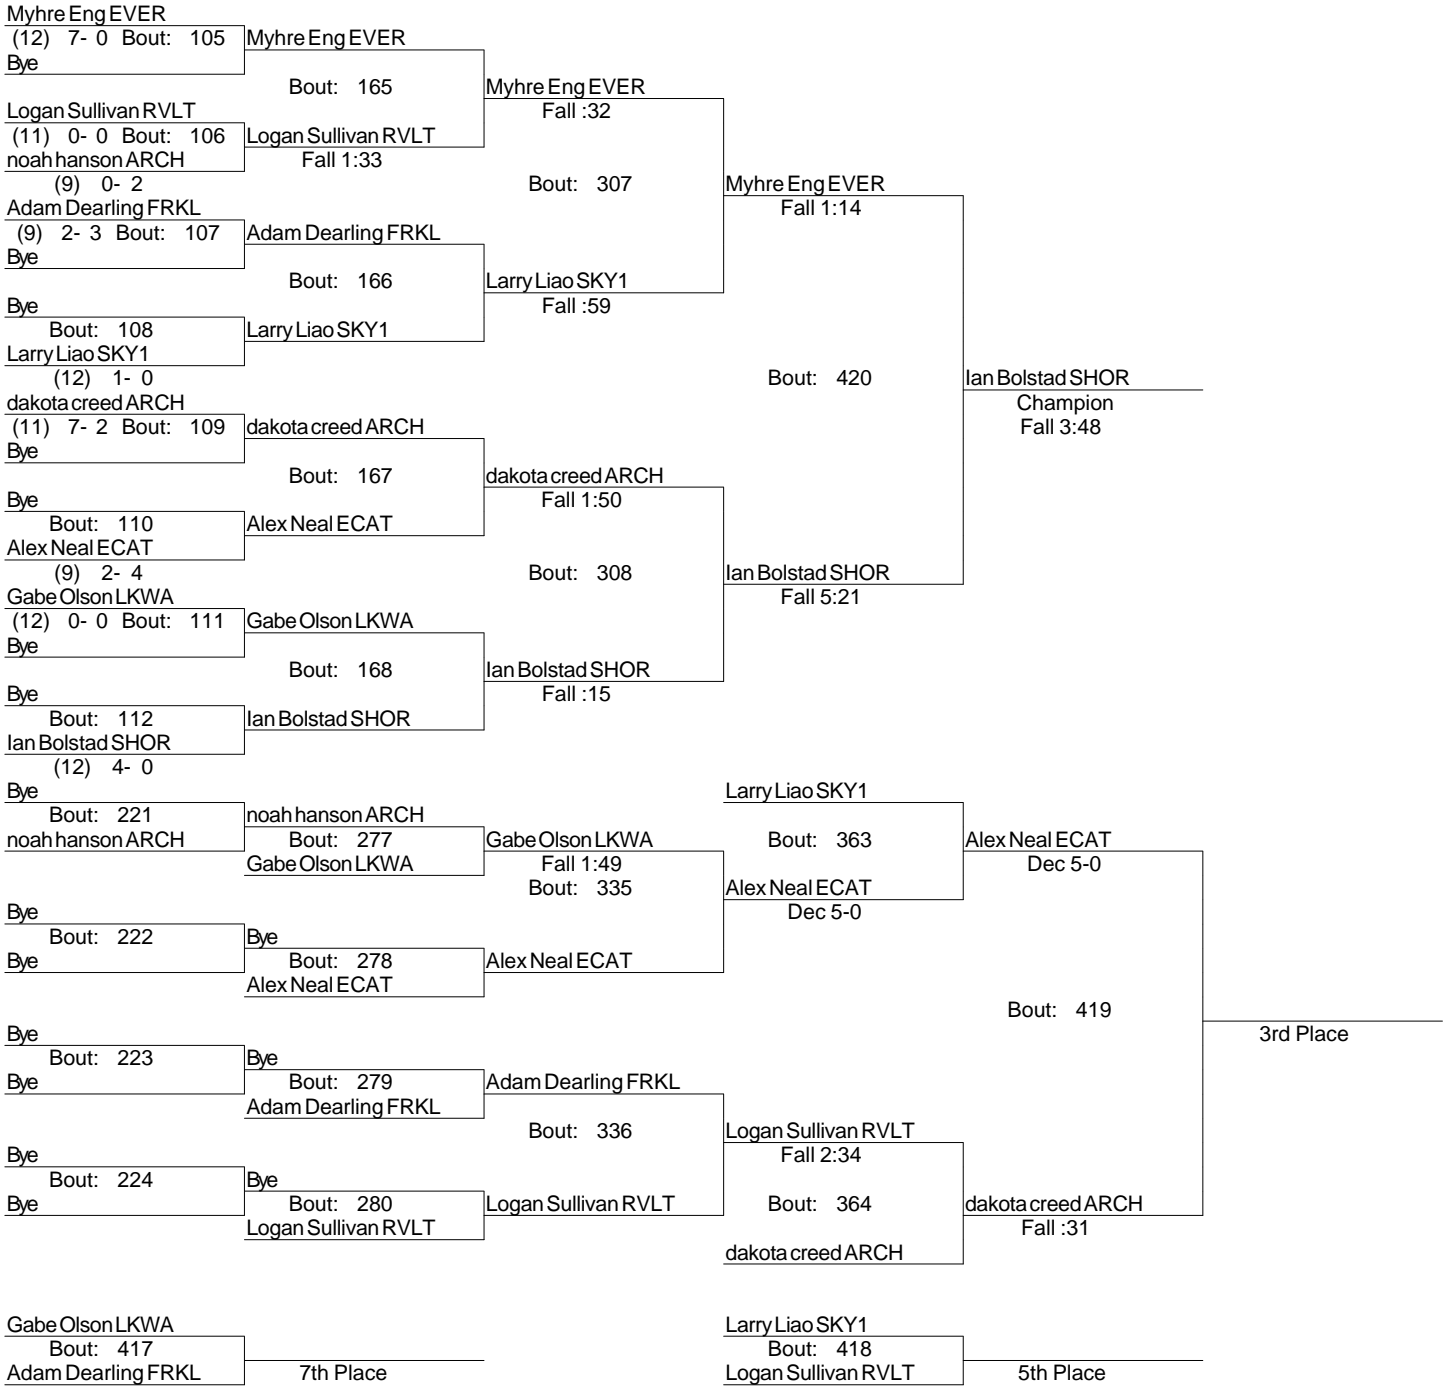 Myhre Eng EVER
(12) 7- 0 Bout: 105 Myhre Eng EVER
Bye
Bout: 165 Myhre Eng EVER
Logan Sullivan RVLT Fall :32
(11) 0- 0 Bout: 106 Logan Sullivan RVLT
noah hanson ARCH Fall 1:33
(9) 0- 2 Bout: 307 Myhre Eng EVER
Adam Dearling FRKL Fall 1:14
(9) 2- 3 Bout: 107 Adam Dearling FRKL
Bye
Bout: 166 Larry Liao SKY1
Bye Fall :59
Bout: 108 Larry Liao SKY1
Larry Liao SKY1
(12) 1- 0 Bout: 420 Ian Bolstad SHOR
dakota creed ARCH Champion
(11) 7- 2 Bout: 109 dakota creed ARCH Fall 3:48
Bye
Bout: 167 dakota creed ARCH
Bye Fall 1:50
Bout: 110 Alex Neal ECAT
Alex Neal ECAT
(9) 2- 4 Bout: 308 Ian Bolstad SHOR
Gabe Olson LKWA Fall 5:21
(12) 0- 0 Bout: 111 Gabe Olson LKWA
Bye
Bout: 168 Ian Bolstad SHOR
Bye Fall :15
Bout: 112 Ian Bolstad SHOR
Ian Bolstad SHOR
(12) 4- 0
Bye Larry Liao SKY1
Bout: 221 noah hanson ARCH
noah hanson ARCH Bout: 277 Gabe Olson LKWA Bout: 363 Alex Neal ECAT
Gabe Olson LKWA Fall 1:49 Dec 5-0
Bout: 335 Alex Neal ECAT
Bye Dec 5-0
Bout: 222 Bye
Bye Bout: 278 Alex Neal ECAT
Alex Neal ECAT
Bout: 419
Bye 3rd Place
Bout: 223 Bye
Bye Bout: 279 Adam Dearling FRKL
Adam Dearling FRKL
Bout: 336 Logan Sullivan RVLT
Bye Fall 2:34
Bout: 224 Bye
Bye Bout: 280 Logan Sullivan RVLT Bout: 364 dakota creed ARCH
Logan Sullivan RVLT Fall :31
dakota creed ARCH
Gabe Olson LKWA Larry Liao SKY1
Bout: 417 Bout: 418
Adam Dearling FRKL 7th Place Logan Sullivan RVLT 5th Place